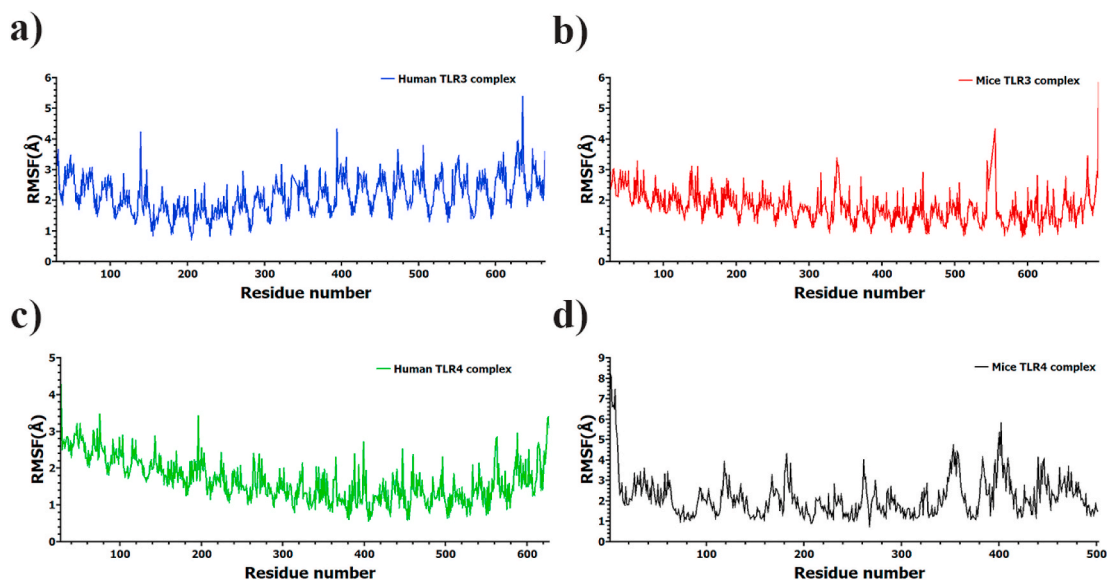 a)
Human TLR3 complex
RMSF(Å)
6
5
4
3
2
1
0
100 200 300 400 500 600
Residue number
b)
Mice TLR3 complex
RMSF(Å)
6
5
4
3
2
1
0
100 200 300 400 500 600
Residue number
c)
Human TLR4 complex
RMSF(Å)
5
4
3
2
1
0
100 200 300 400 500 600
Residue number
d)
Mice TLR4 complex
RMSF(Å)
9
8
7
6
5
4
3
2
1
0
100 200 300 400 500
Residue number